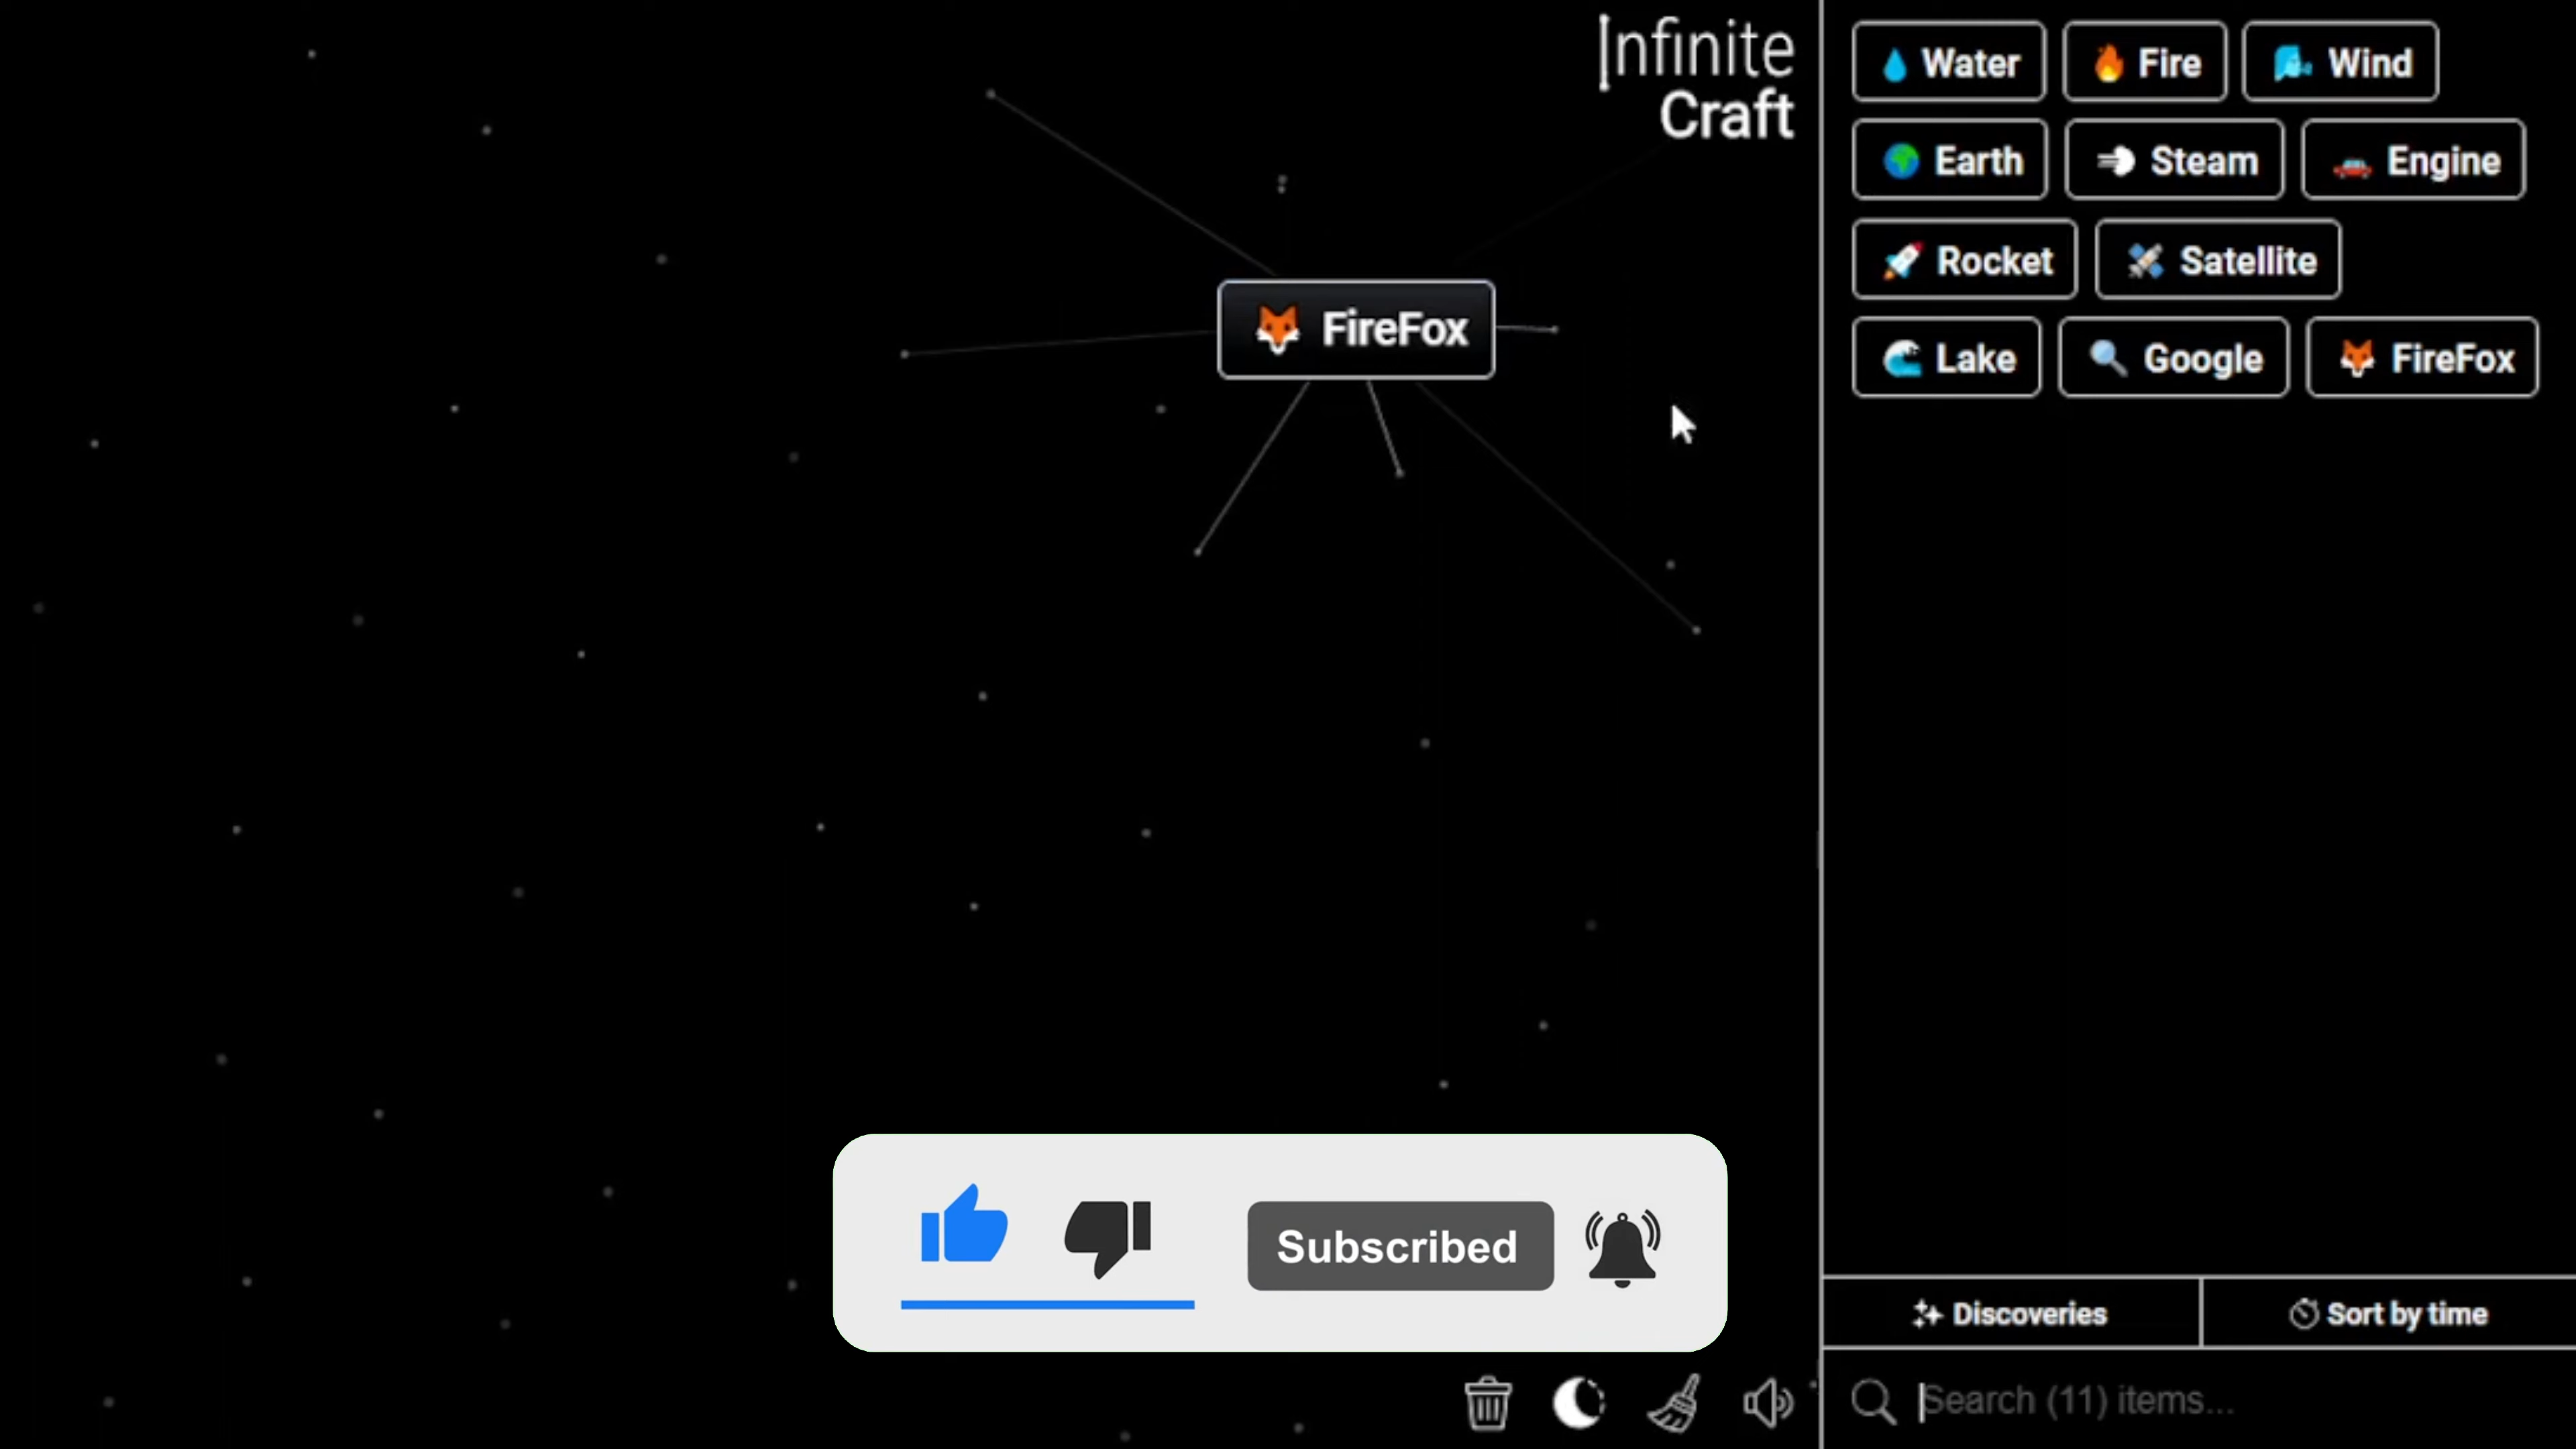 Infinite
Craft
Water Fire Wind
Earth Steam Engine
Rocket Satellite
Lake Google FireFox
FireFox
Subscribed
Discoveries Sort by time
Search (11) items...